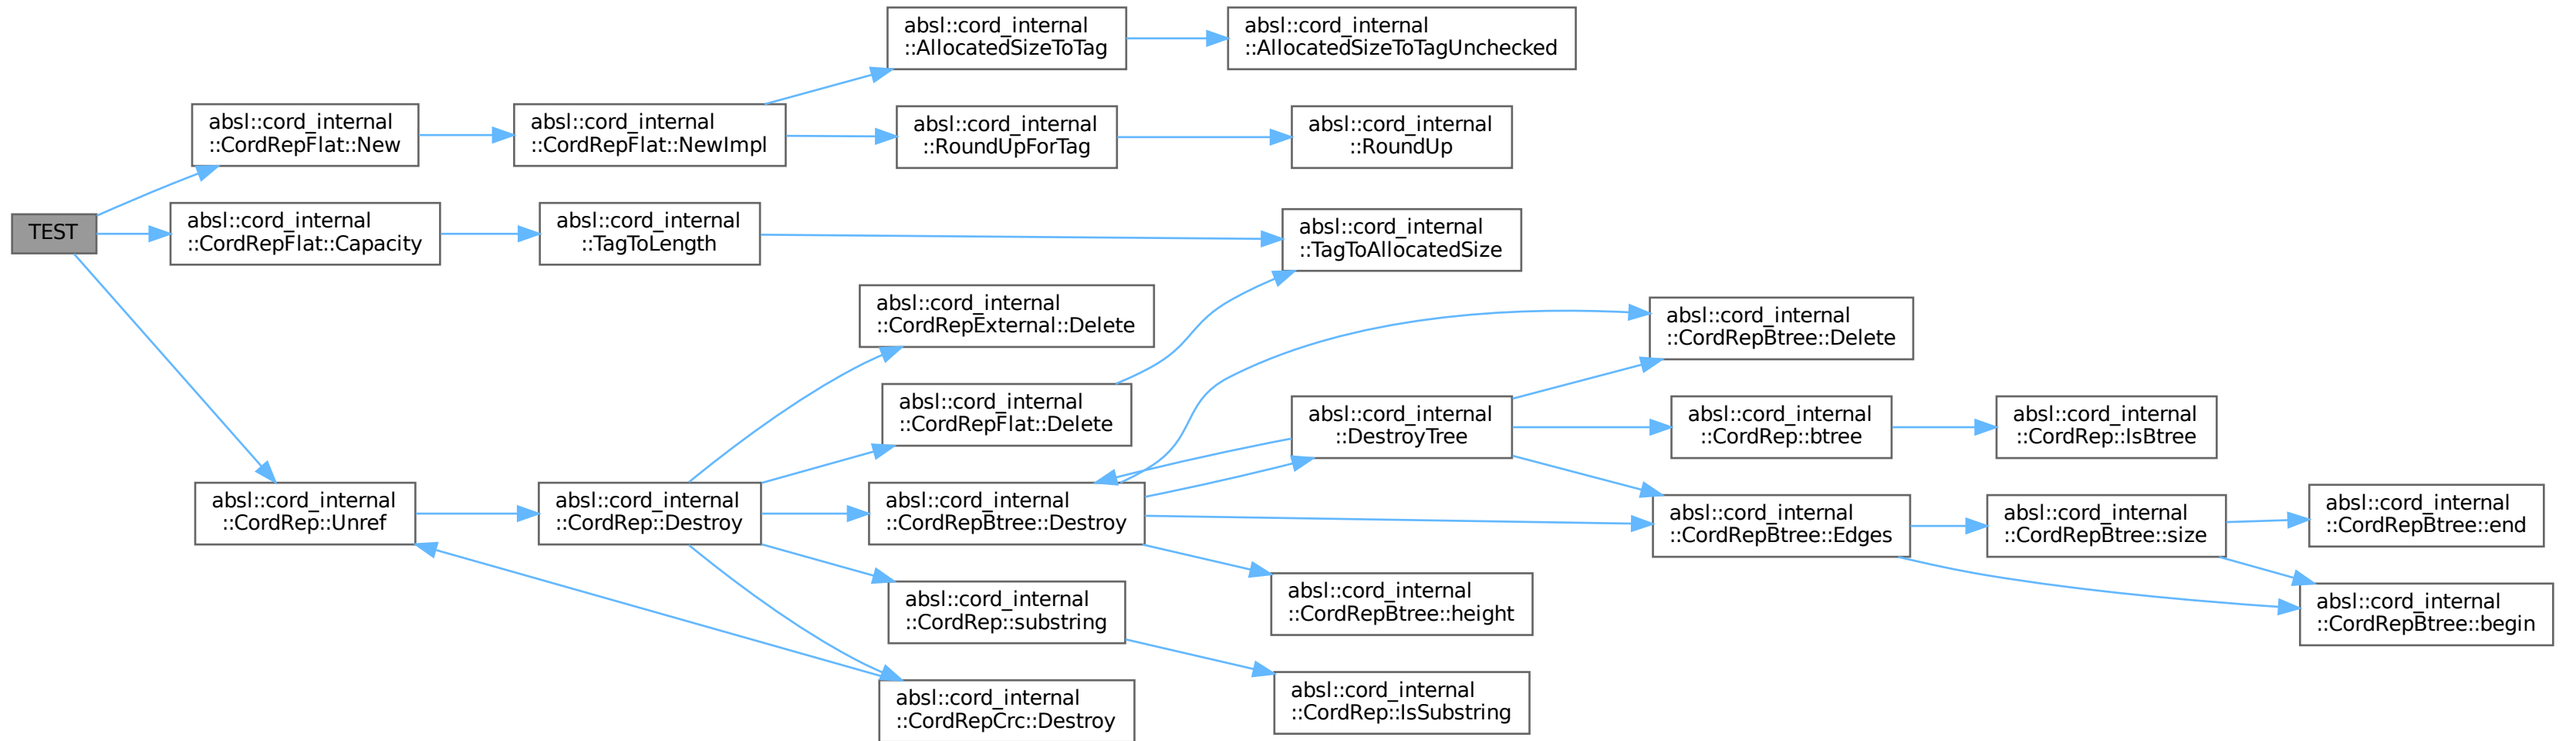 absl::cord_internal
::AllocatedSizeToTag
absl::cord_internal
::AllocatedSizeToTagUnchecked
absl::cord_internal
::CordRepFlat::New
absl::cord_internal
::CordRepFlat::NewImpl
absl::cord_internal
::RoundUpForTag
absl::cord_internal
::RoundUp
TEST
absl::cord_internal
::CordRepFlat::Capacity
absl::cord_internal
::TagToLength
absl::cord_internal
::TagToAllocatedSize
absl::cord_internal
::CordRepExternal::Delete
absl::cord_internal
::CordRepBtree::Delete
absl::cord_internal
::CordRepFlat::Delete
absl::cord_internal
::DestroyTree
absl::cord_internal
::CordRep::btree
absl::cord_internal
::CordRep::IsBtree
absl::cord_internal
::CordRep::Unref
absl::cord_internal
::CordRep::Destroy
absl::cord_internal
::CordRepBtree::Destroy
absl::cord_internal
::CordRepBtree::Edges
absl::cord_internal
::CordRepBtree::size
absl::cord_internal
::CordRepBtree::end
absl::cord_internal
::CordRep::substring
absl::cord_internal
::CordRepBtree::height
absl::cord_internal
::CordRepBtree::begin
absl::cord_internal
::CordRepCrc::Destroy
absl::cord_internal
::CordRep::IsSubstring